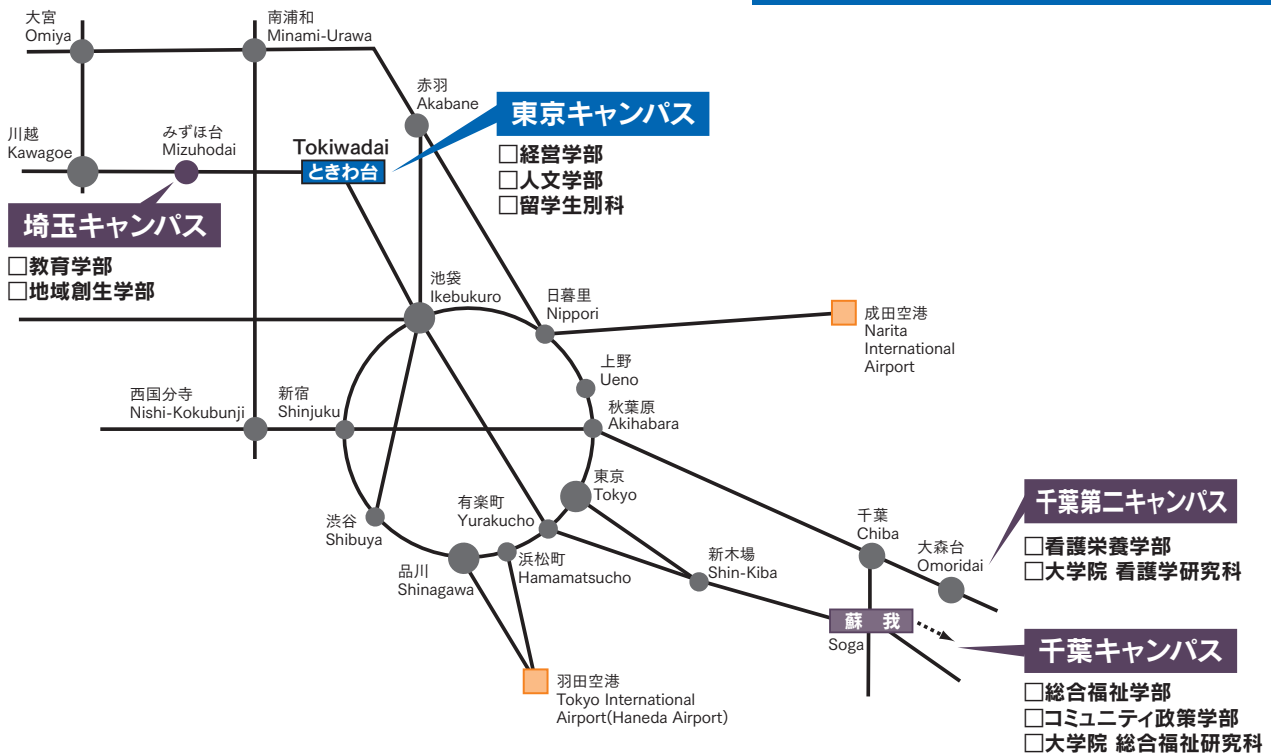 大宮
Omiya
南浦和
Minami-Urawa
赤羽
Akabane
東京キャンパス
□経営学部
□人文学部
□留学生別科
川越
Kawagoe
みずほ台
Mizuhodai
Tokiwadai
ときわ台
埼玉キャンパス
□教育学部
□地域創生学部
池袋
Ikebukuro
日暮里
Nippori
成田空港
Narita
International
Airport
上野
Ueno
西国分寺
Nishi-Kokubunji
新宿
Shinjuku
秋葉原
Akihabara
東京
Tokyo
有楽町
Yurakucho
渋谷
Shibuya
品川
Shinagawa
浜松町
Hamamatsucho
新木場
Shin-Kiba
千葉
Chiba
大森台
Omoridai
千葉第二キャンパス
□看護栄養学部
□大学院 看護学研究科
蘇 我
Soga
千葉キャンパス
□総合福祉学部
□コミュニティ政策学部
□大学院 総合福祉研究科
羽田空港
Tokyo International
Airport(Haneda Airport)